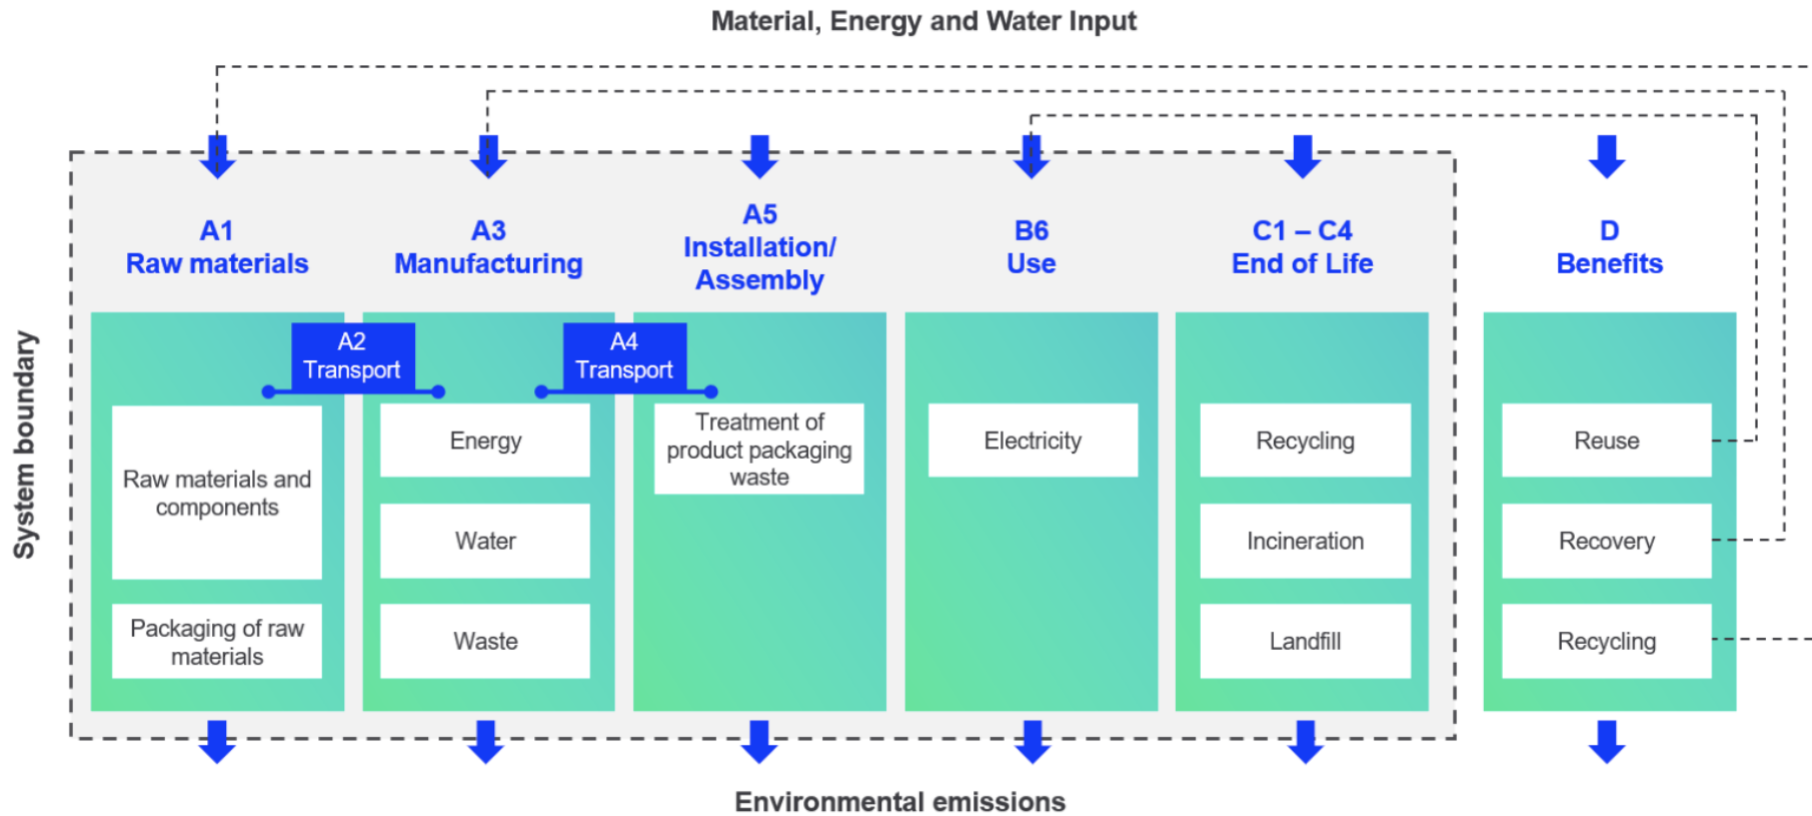 Material, Energy and Water Input
System boundary
A1
Raw materials
A3
Manufacturing
A5
Installation/
Assembly
B6
Use
C1 – C4
End of Life
D
Benefits
A2
Transport
A4
Transport
Raw materials and
components
Packaging of raw
materials
Energy
Water
Waste
Treatment of
product packaging
waste
Electricity
Recycling
Incineration
Landfill
Reuse
Recovery
Recycling
Environmental emissions